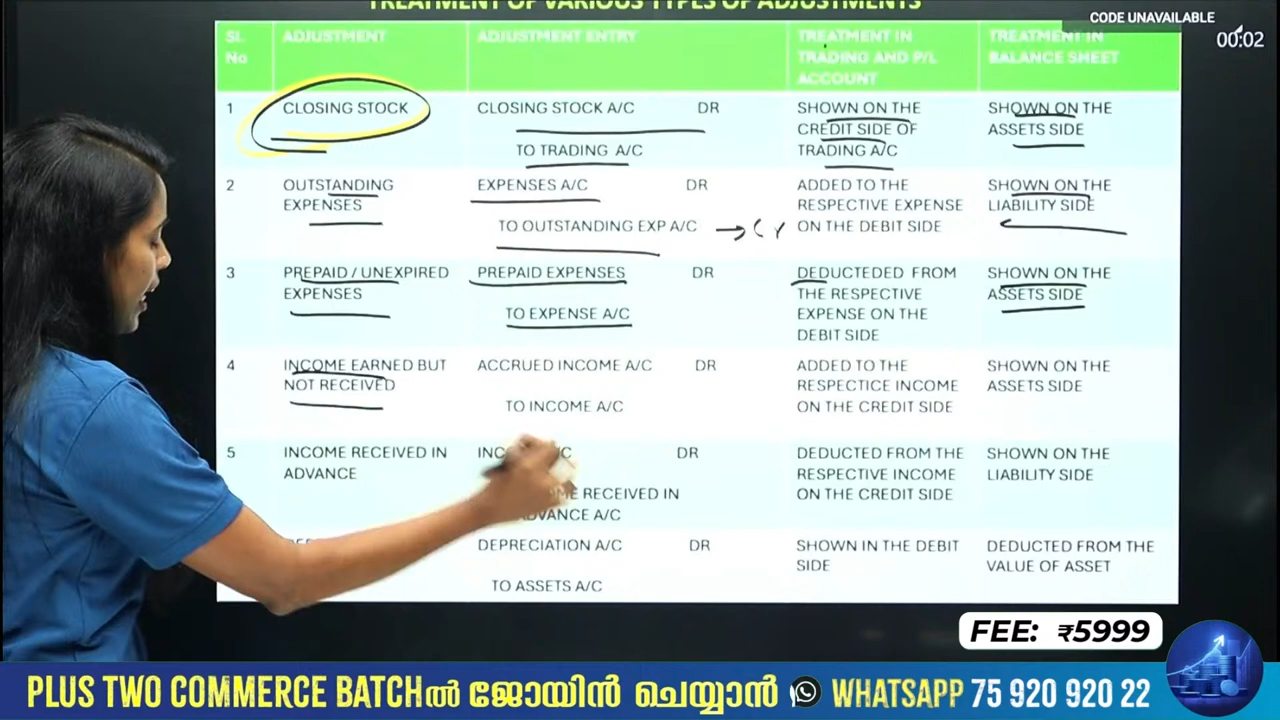 TREATMENT OF VARIOUS TYPES OF ADJUSTMENTS
CODE UNAVAILABLE
00:02
Sl. No
ADJUSTMENT
ADJUSTMENT ENTRY
TREATMENT IN TRADING AND P/L ACCOUNT
TREATMENT IN BALANCE SHEET
1
CLOSING STOCK
CLOSING STOCK A/C DR
TO TRADING A/C
SHOWN ON THE
CREDIT SIDE OF
TRADING A/C
SHOWN ON THE
ASSETS SIDE
2
OUTSTANDING
EXPENSES
EXPENSES A/C DR
TO OUTSTANDING EXP A/C
ADDED TO THE
RESPECTIVE EXPENSE
ON THE DEBIT SIDE
SHOWN ON THE
LIABILITY SIDE
3
PREPAID / UNEXPIRED
EXPENSES
PREPAID EXPENSES DR
TO EXPENSE A/C
DEDUCTEDED FROM
THE RESPECTIVE
EXPENSE ON THE
DEBIT SIDE
SHOWN ON THE
ASSETS SIDE
4
INCOME EARNED BUT
NOT RECEIVED
ACCRUED INCOME A/C DR
TO INCOME A/C
ADDED TO THE
RESPECTICE INCOME
ON THE CREDIT SIDE
SHOWN ON THE
ASSETS SIDE
5
INCOME RECEIVED IN
ADVANCE
DR
RECEIVED IN
ADVANCE A/C
DEDUCTED FROM THE
RESPECTIVE INCOME
ON THE CREDIT SIDE
SHOWN ON THE
LIABILITY SIDE
DEPRECIATION A/C DR
TO ASSETS A/C
SHOWN IN THE DEBIT
SIDE
DEDUCTED FROM THE
VALUE OF ASSET
FEE: ₹5999
PLUS TWO COMMERCE BATCHൽ ജോയിൻ ചെയ്യാൻ WHATSAPP 75 920 920 22